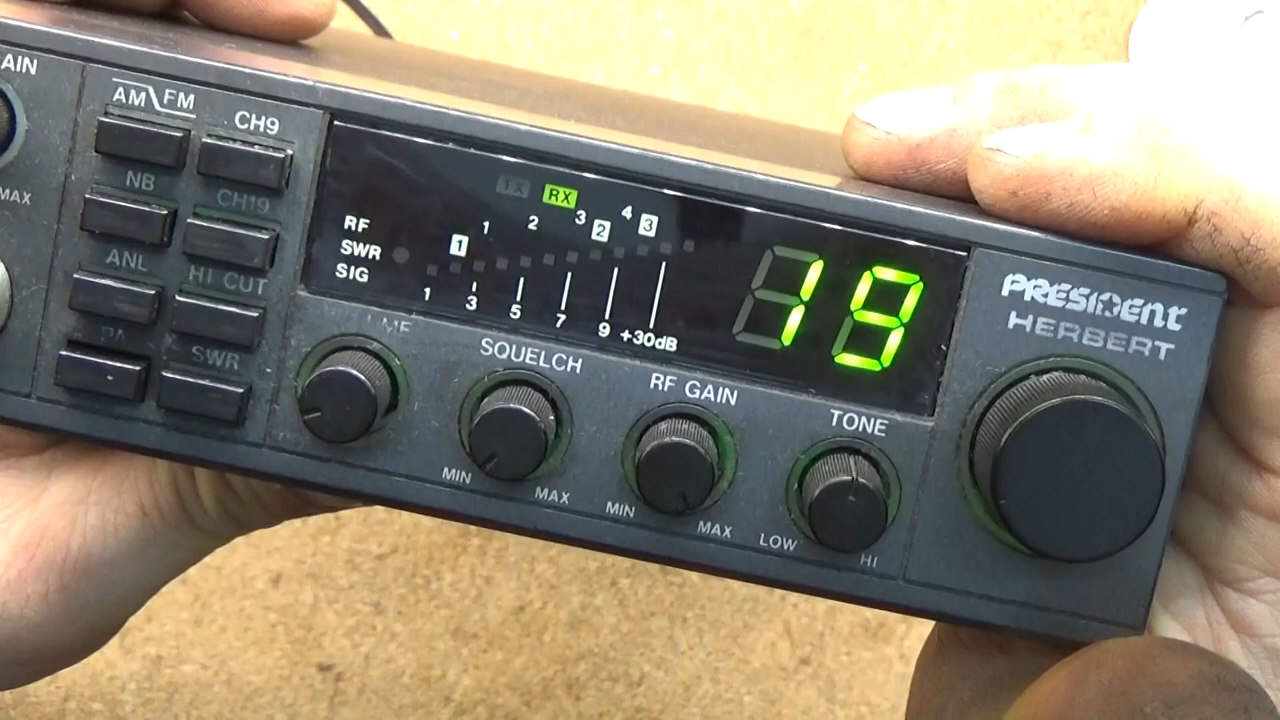 AIN
MAX
AM FM
CH9
NB
CH19
ANL
HI CUT
PA
SWR
TX RX
1 2 3 4
1 2 3
RF
SWR
SIG
1 3 5 7 9 +30dB
19
PRESIDENT
HERBERT
SQUELCH
MIN MAX
RF GAIN
MIN MAX
TONE
LOW HI